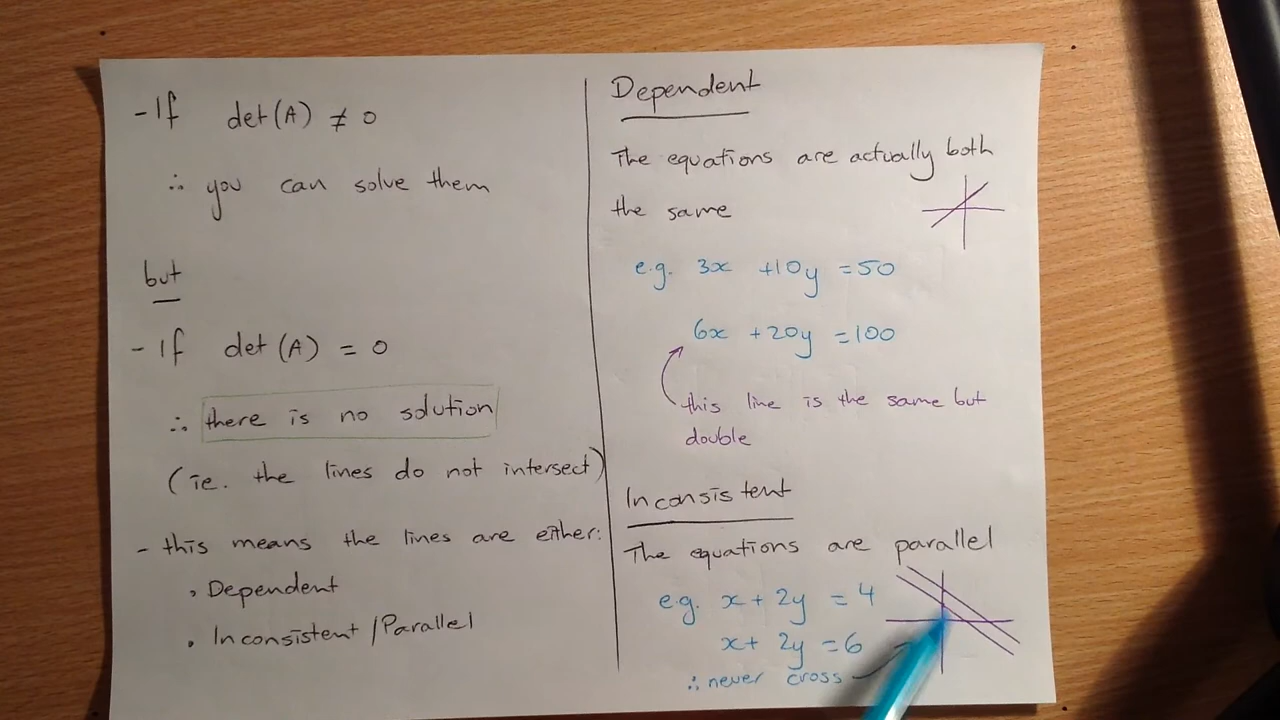 - If det(A) ≠ 0
∴ you can solve them
but
- If det(A) = 0
∴ there is no solution
(ie. the lines do not intersect)
- this means the lines are either:
• Dependent
• Inconsistent / Parallel
Dependent
The equations are actually both
the same
e.g. 3x +10y =50
6x +20y =100
this line is the same but
double
Inconsistent
The equations are parallel
e.g. x + 2y = 4
x + 2y = 6
∴ never cross